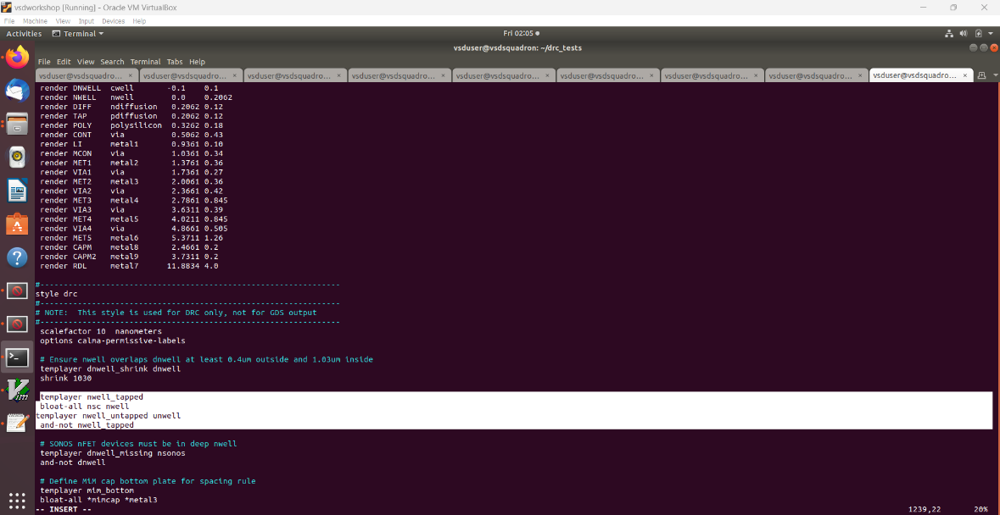 vsdworkshop [Running] - Oracle VM VirtualBox
File Machine View Input Devices Help
Activities Terminal Fri 02:05
vsduser@vsdsquadron: ~/drc_tests
File Edit View Search Terminal Tabs Help
vsduser@vsdsquadro... × vsduser@vsdsquadro... × vsduser@vsdsquadro... × vsduser@vsdsquadro... × vsduser@vsdsquadro... × vsduser@vsdsquadro... × vsduser@vsdsquadro... × vsduser@vsdsquadro... × vsduser@vsdsquadro... ×
render DNWELL cwell -0.1 0.1
render NWELL nwell 0.0 0.2062
render DIFF ndiffusion 0.2062 0.12
render TAP pdiffusion 0.2062 0.12
render POLY polysilicon 0.3262 0.18
render CONT via 0.5062 0.43
render LI metal1 0.9361 0.10
render MCON via 1.0361 0.34
render MET1 metal2 1.3761 0.36
render VIA1 via 1.7361 0.27
render MET2 metal3 2.0061 0.36
render VIA2 via 2.3661 0.42
render MET3 metal4 2.7861 0.845
render VIA3 via 3.6311 0.39
render MET4 metal5 4.0211 0.845
render VIA4 via 4.8661 0.505
render MET5 metal6 5.3711 1.26
render CAPM metal8 2.4661 0.2
render CAPM2 metal9 3.7311 0.2
render RDL metal7 11.8834 4.0
#----------------------------------------------------------------
style drc
#----------------------------------------------------------------
# NOTE: This style is used for DRC only, not for GDS output
#----------------------------------------------------------------
scalefactor 10 nanometers
options calma-permissive-labels
# Ensure nwell overlaps dnwell at least 0.4um outside and 1.03um inside
templayer dnwell_shrink dnwell
shrink 1030
templayer nwell_tapped
bloat-all nsc nwell
templayer nwell_untapped unwell
and-not nwell_tapped
# SONOS nFET devices must be in deep nwell
templayer dnwell_missing nsonos
and-not dnwell
# Define MiM cap bottom plate for spacing rule
templayer mim_bottom
bloat-all *mimcap *metal3
-- INSERT -- 1239,22 20%